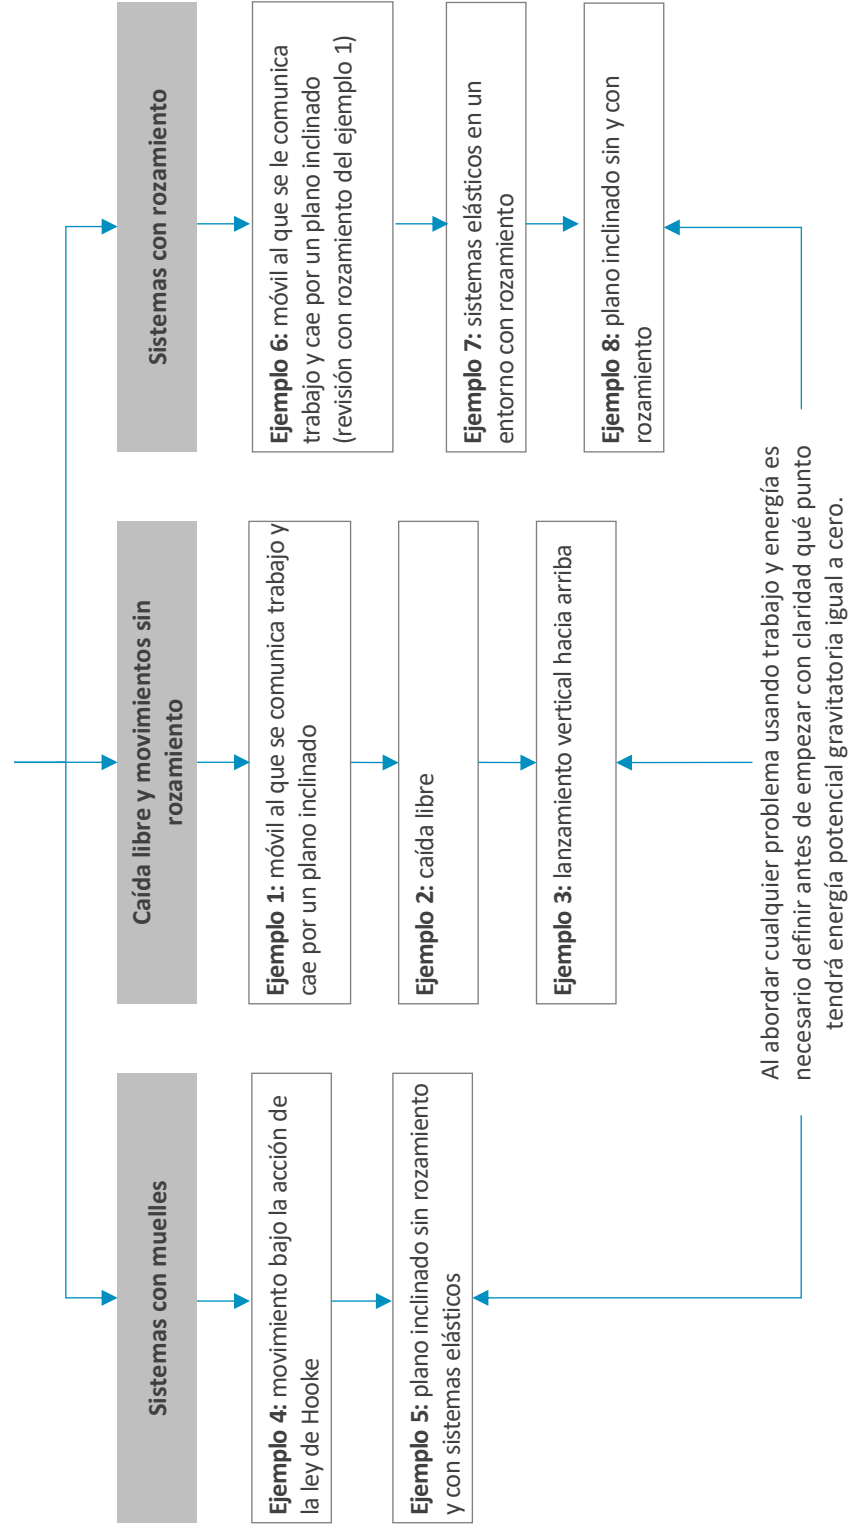 Sistemas con muelles
Ejemplo 4: movimiento bajo la acción de
la ley de Hooke
Ejemplo 5: plano inclinado sin rozamiento
y con sistemas elásticos
Caída libre y movimientos sin
rozamiento
Ejemplo 1: móvil al que se comunica trabajo y
cae por un plano inclinado
Ejemplo 2: caída libre
Ejemplo 3: lanzamiento vertical hacia arriba
Sistemas con rozamiento
Ejemplo 6: móvil al que se le comunica
trabajo y cae por un plano inclinado
(revisión con rozamiento del ejemplo 1)
Ejemplo 7: sistemas elásticos en un
entorno con rozamiento
Ejemplo 8: plano inclinado sin y con
rozamiento
Al abordar cualquier problema usando trabajo y energía es
necesario definir antes de empezar con claridad qué punto
tendrá energía potencial gravitatoria igual a cero.